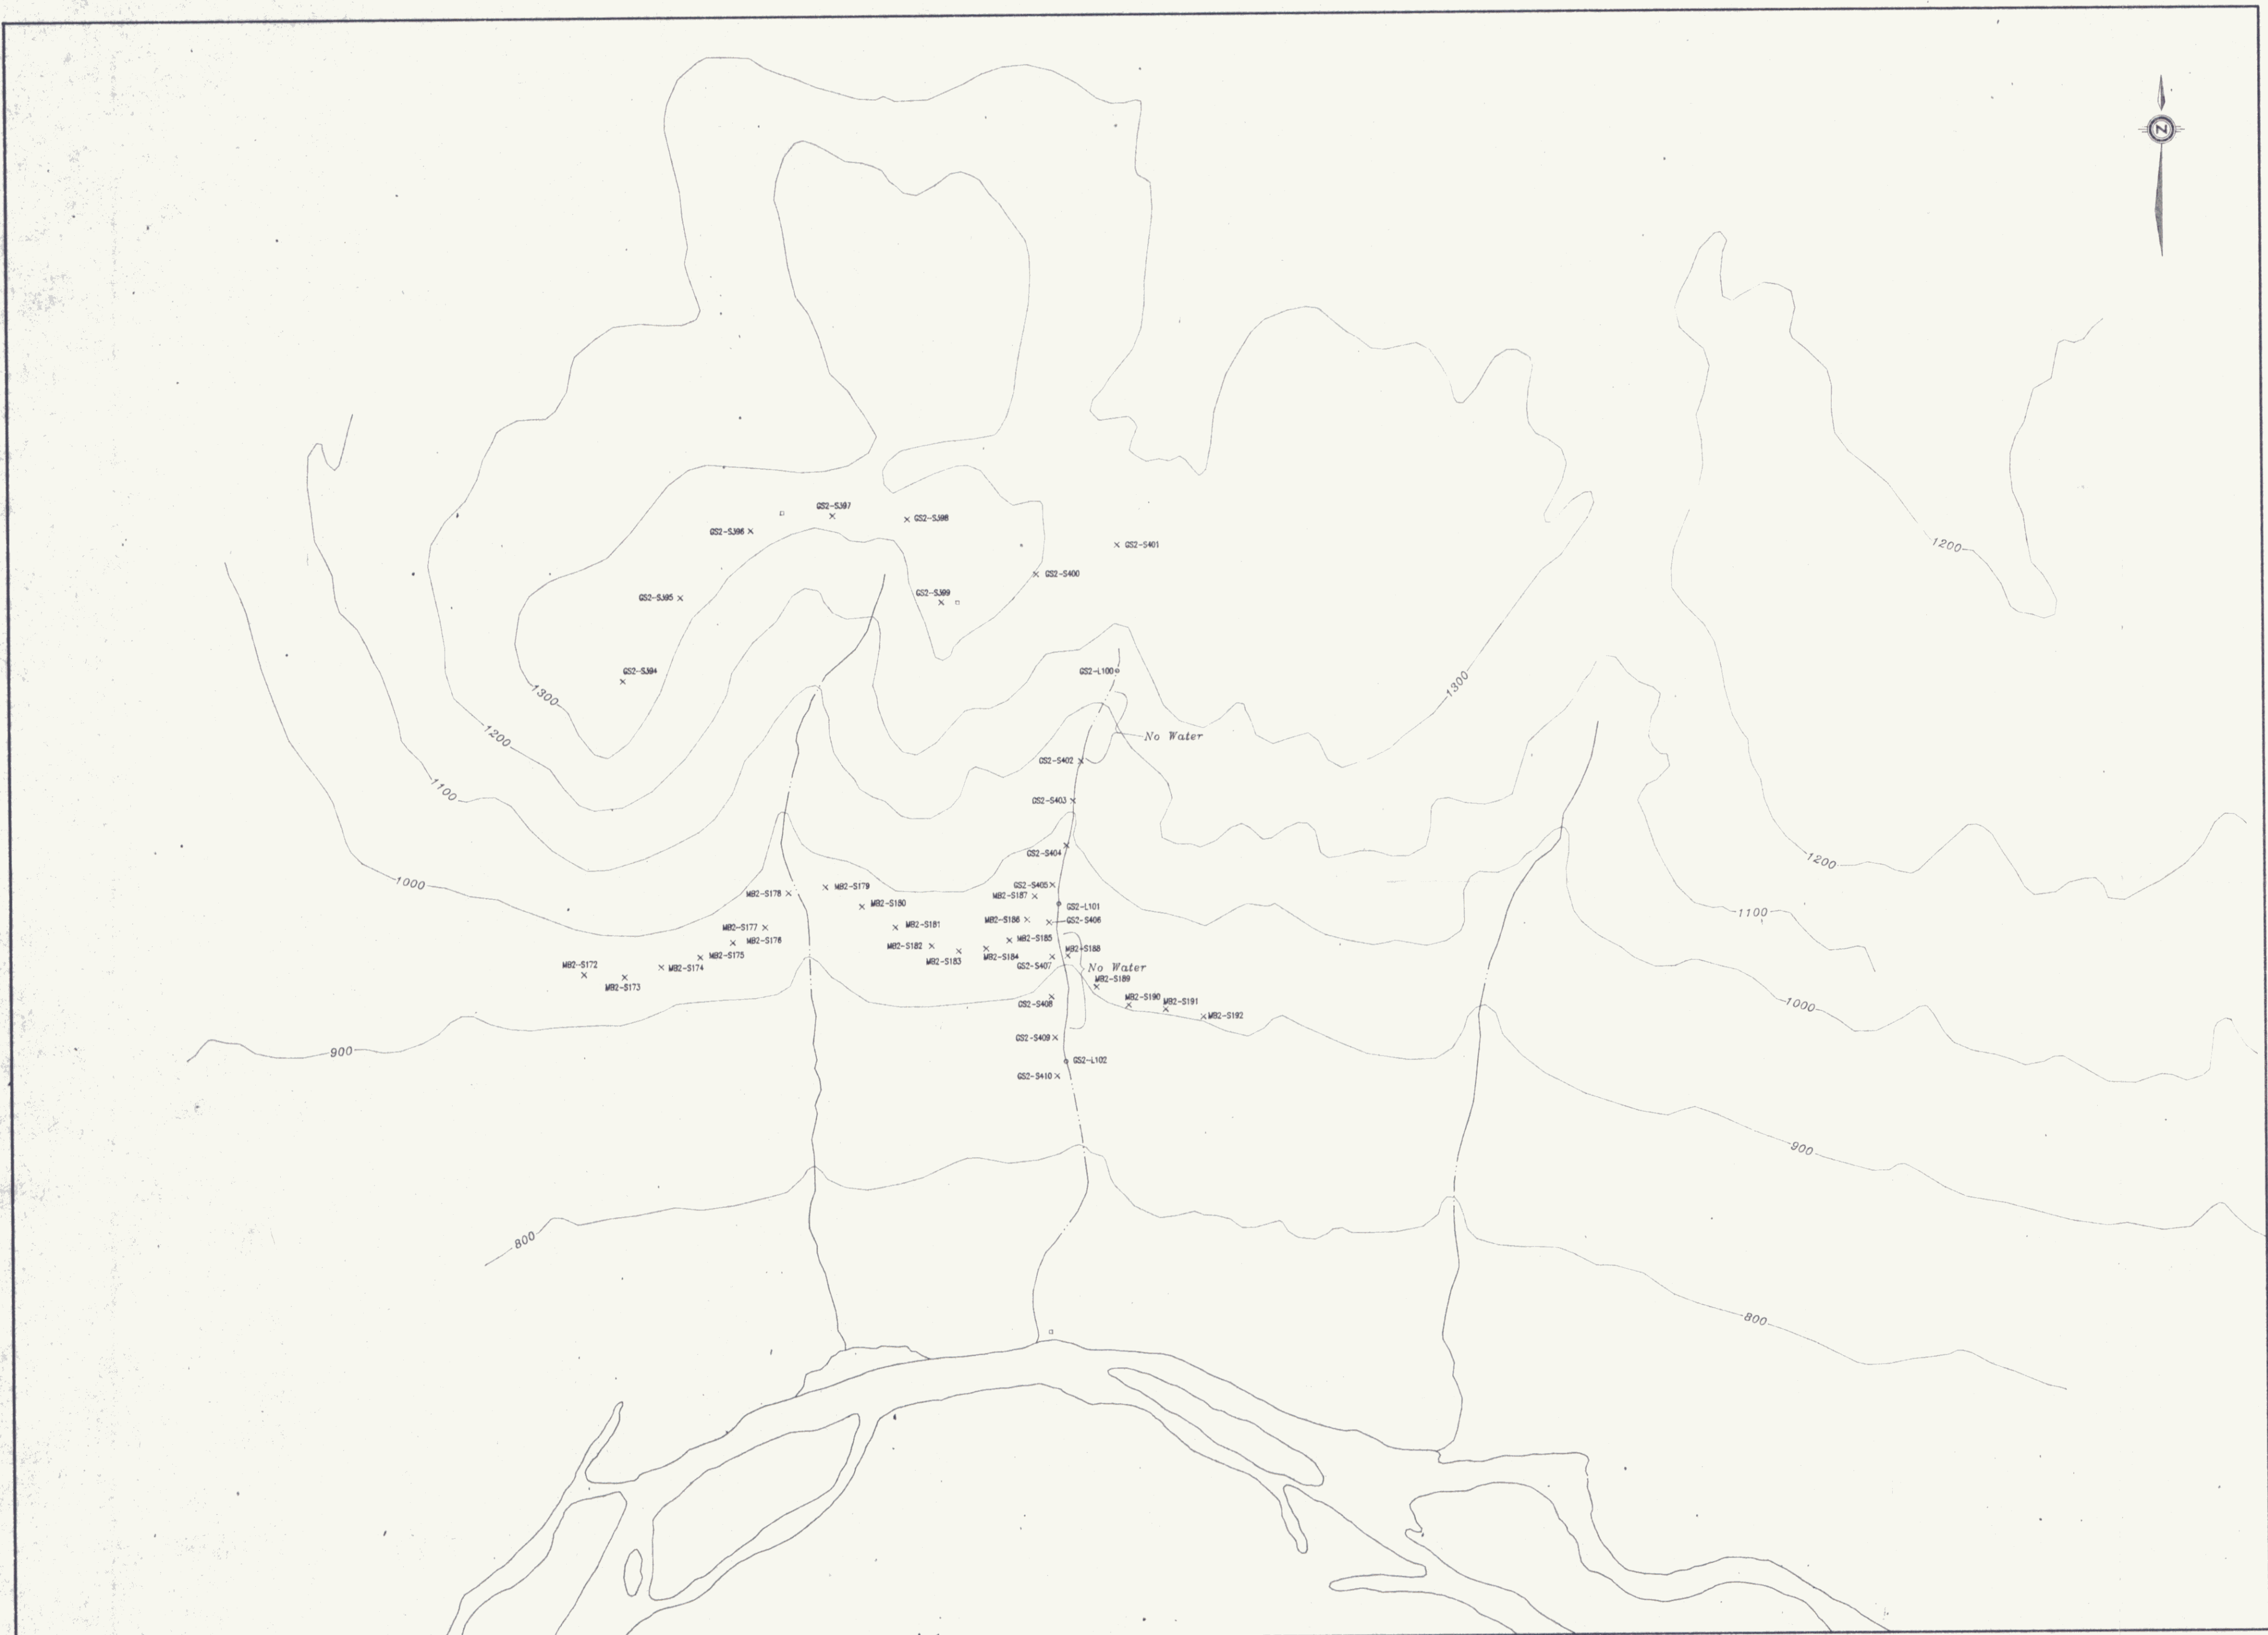 N
GS2-S397
GS2-S398
GS2-S396
GS2-S401
1200
GS2-S400
GS2-S399
GS2-S395
GS2-S394
GS2-L100
1300
1300
1200
No Water
GS2-S402
1100
GS2-S403
GS2-S404
1200
1000
GS2-S405
MB2-S179
MB2-S178
MB2-S187
MB2-S180
GS2-L101
1100
MB2-S186
GS2-S406
MB2-S181
MB2-S177
MB2-S176
MB2-S185
MB2-S182
MB2-S188
MB2-S175
MB2-S184
MB2-S183
MB2-S172
GS2-S407
No Water
MB2-S174
MB2-S189
MB2-S173
MB2-S190
MB2-S191
GS2-S408
1000
MB2-S192
GS2-S409
900
GS2-L102
GS2-S410
900
800
800